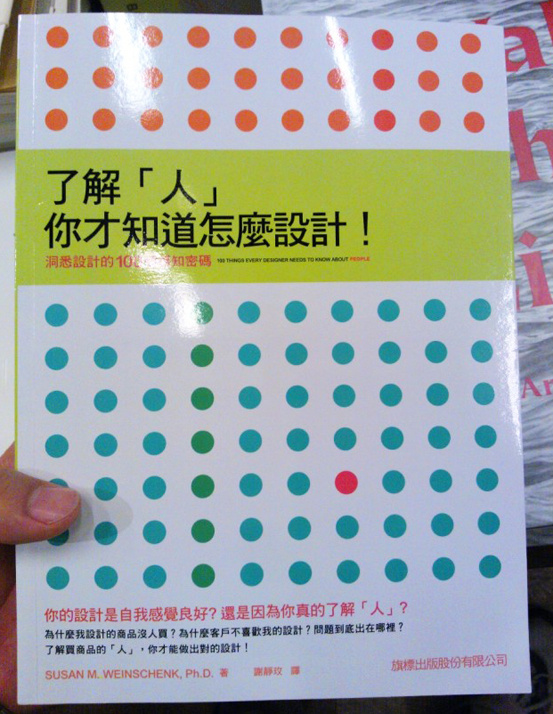 了解「人」
你才知道怎麼設計！
洞悉設計的10 知密碼 100 THINGS EVERY DESIGNER NEEDS TO KNOW ABOUT PEOPLE
你的設計是自我感覺良好？還是因為你真的了解「人」？
為什麼我設計的商品沒人買？為什麼客戶不喜歡我的設計？問題到底出在哪裡？
了解買商品的「人」，你才能做出對的設計！
SUSAN M. WEINSCHENK, Ph.D. 著 謝靜玟 譯
旗標出版股份有限公司